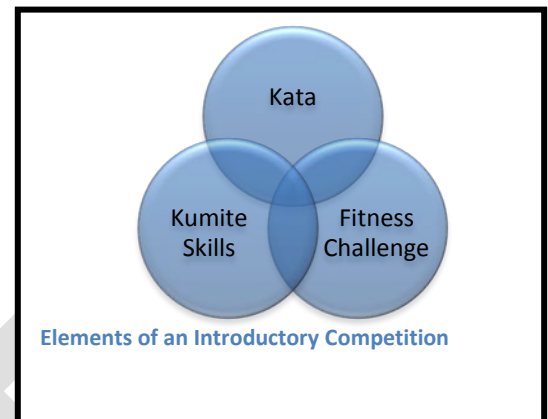 Kata
Kumite
Skills
Fitness
Challenge
Elements of an Introductory Competition